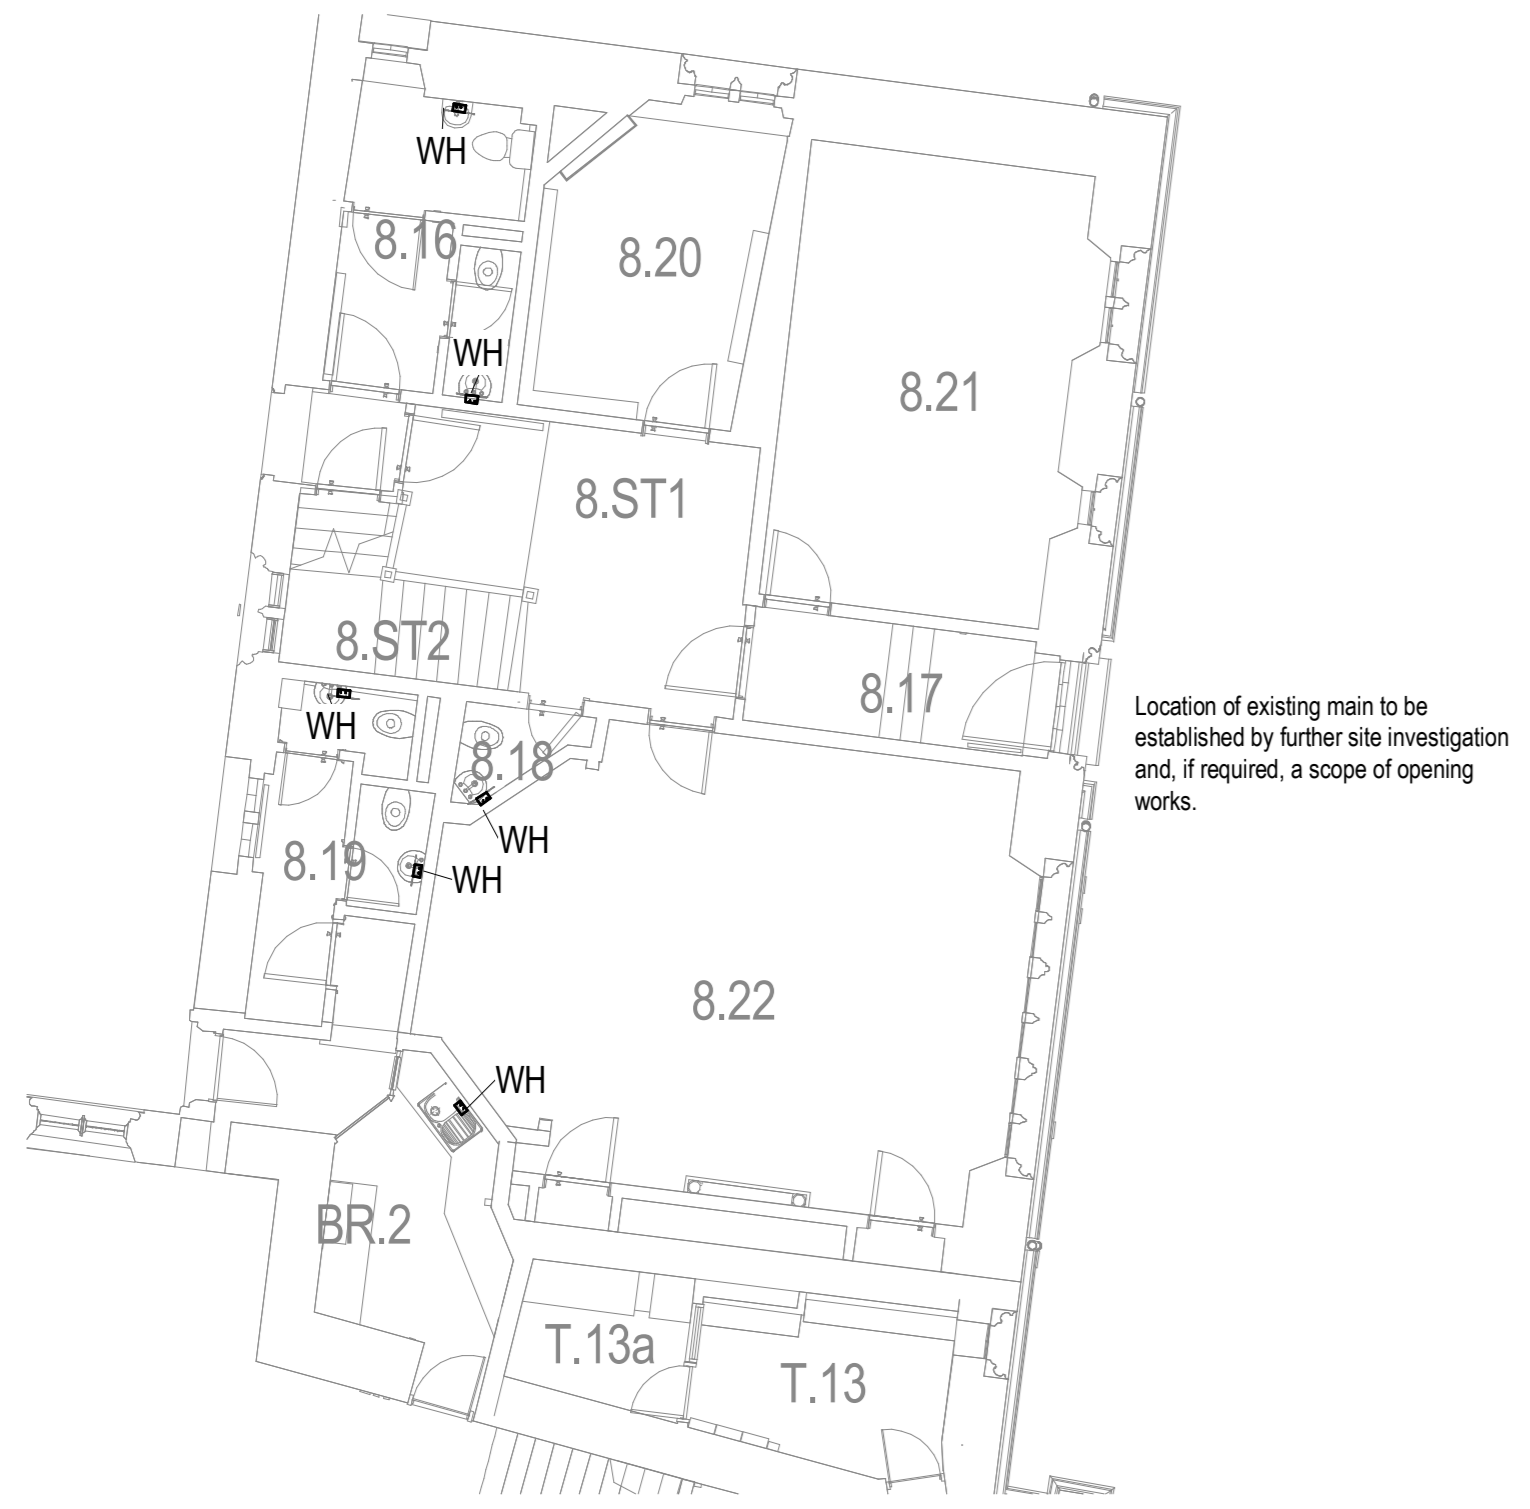 WH
8.16
8.20
WH
8.21
8.ST1
8.ST2
8.17
WH
8.18
Location of existing main to be
established by further site investigation
and, if required, a scope of opening
works.
WH
8.19
WH
8.22
WH
BR.2
T.13a
T.13